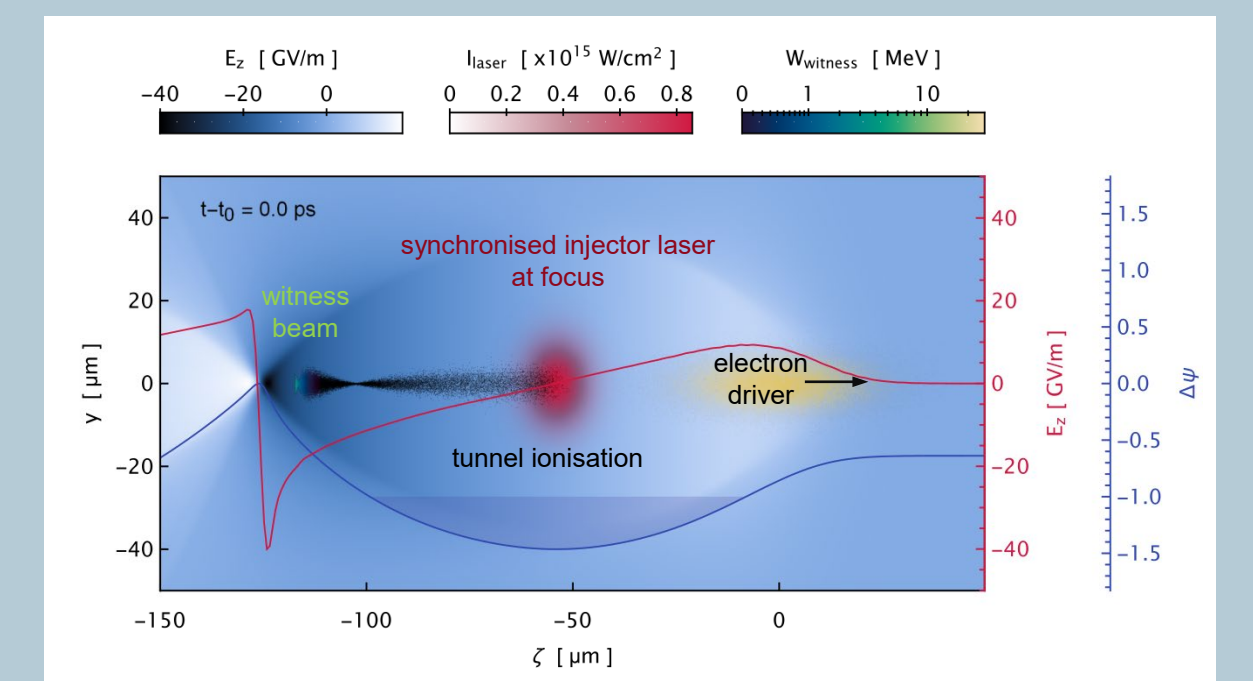 E_z [ GV/m ]
I_laser [ x10^15 W/cm^2 ]
W_witness [ MeV ]
−40 −20 0
0 0.2 0.4 0.6 0.8
0 1 10
t−t_0 = 0.0 ps
synchronised injector laser
at focus
witness
beam
electron
driver
tunnel ionisation
40
20
0
−20
−40
y [ μm ]
40
20
0
−20
−40
E_z [ GV/m ]
1.5
1.0
0.5
0.0
−0.5
−1.0
−1.5
Δψ
−150 −100 −50 0
ζ [ μm ]